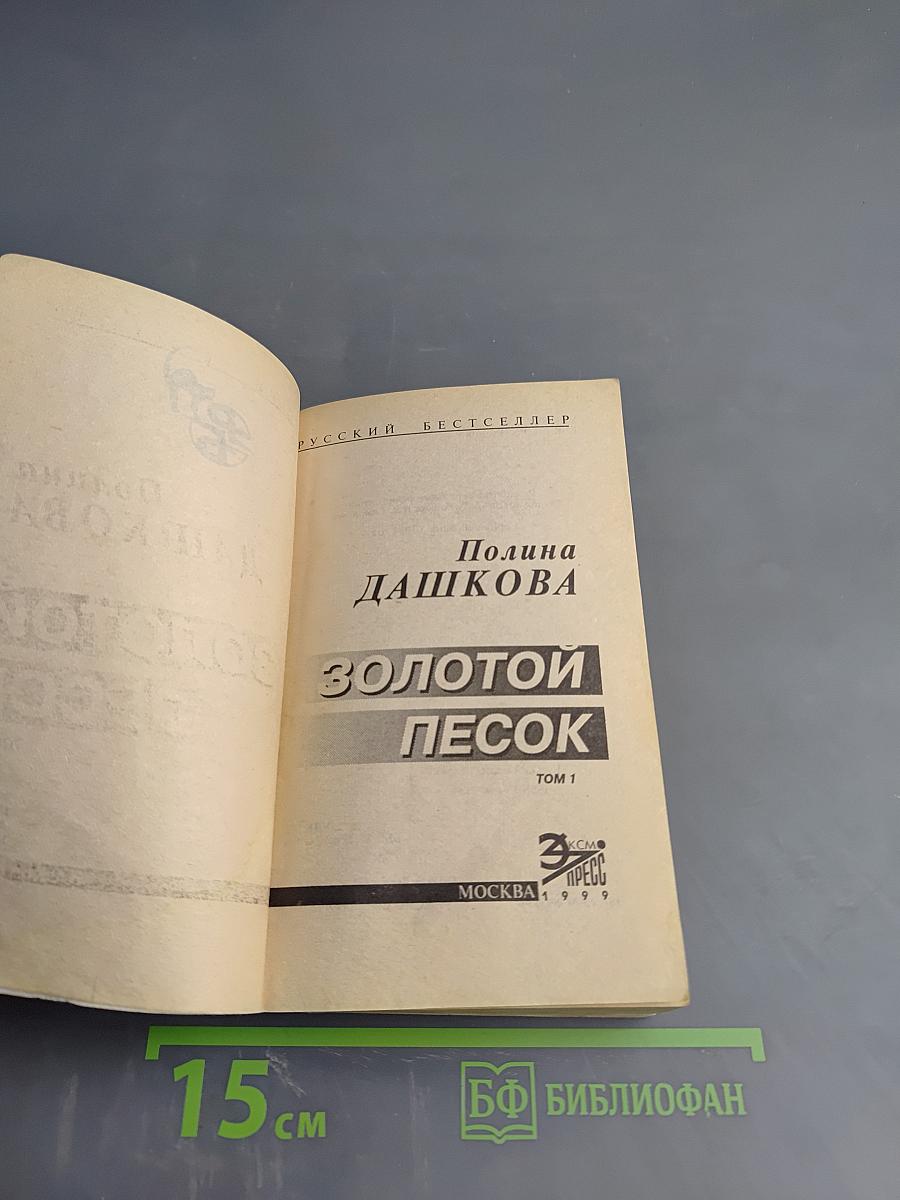 РУССКИЙ БЕСТСЕЛЛЕР
Полина
ДАШКОВА
ЗОЛОТОЙ
ПЕСОК
ТОМ 1
ЭКСМО
ПРЕСС
МОСКВА 1999
15 см
БФ БИБЛИОФАН